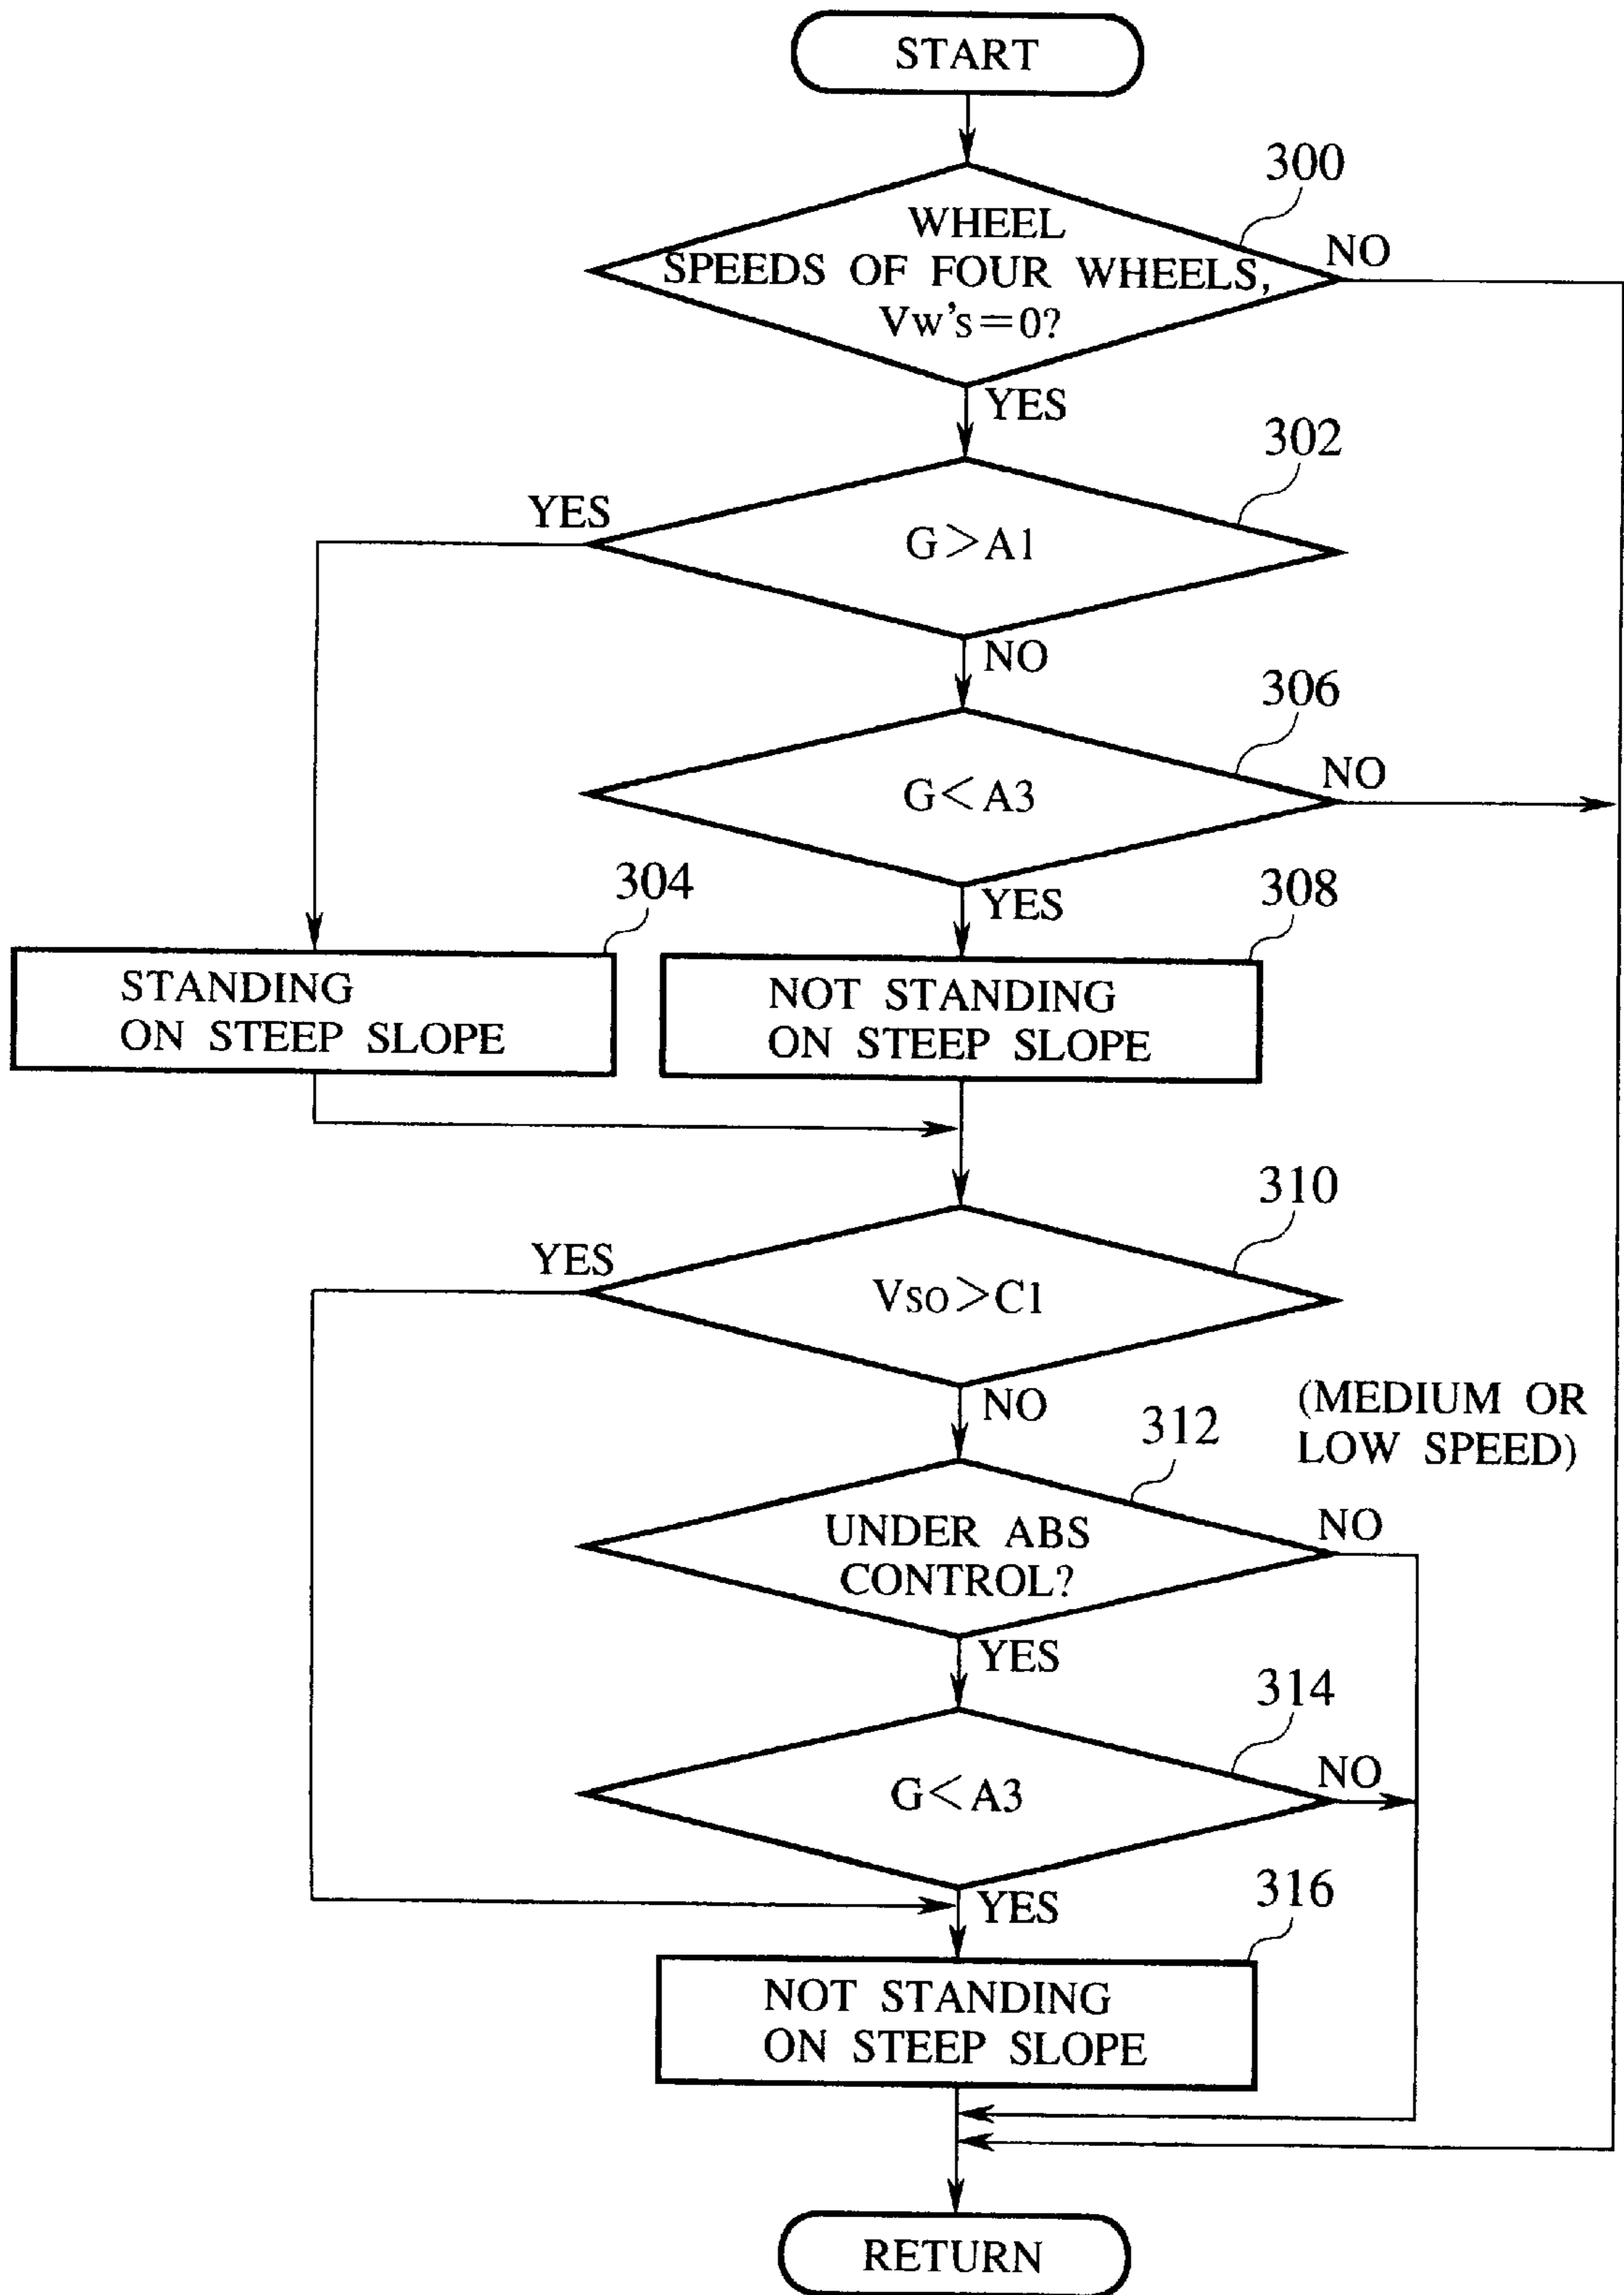 START
300
WHEEL
SPEEDS OF FOUR WHEELS,
Vw's=0?
NO
YES
302
YES
G>A1
NO
306
G<A3
NO
304
YES
308
STANDING
ON STEEP SLOPE
NOT STANDING
ON STEEP SLOPE
310
YES
VSO>C1
NO
(MEDIUM OR
LOW SPEED)
312
UNDER ABS
CONTROL?
NO
YES
314
G<A3
NO
YES
316
NOT STANDING
ON STEEP SLOPE
RETURN